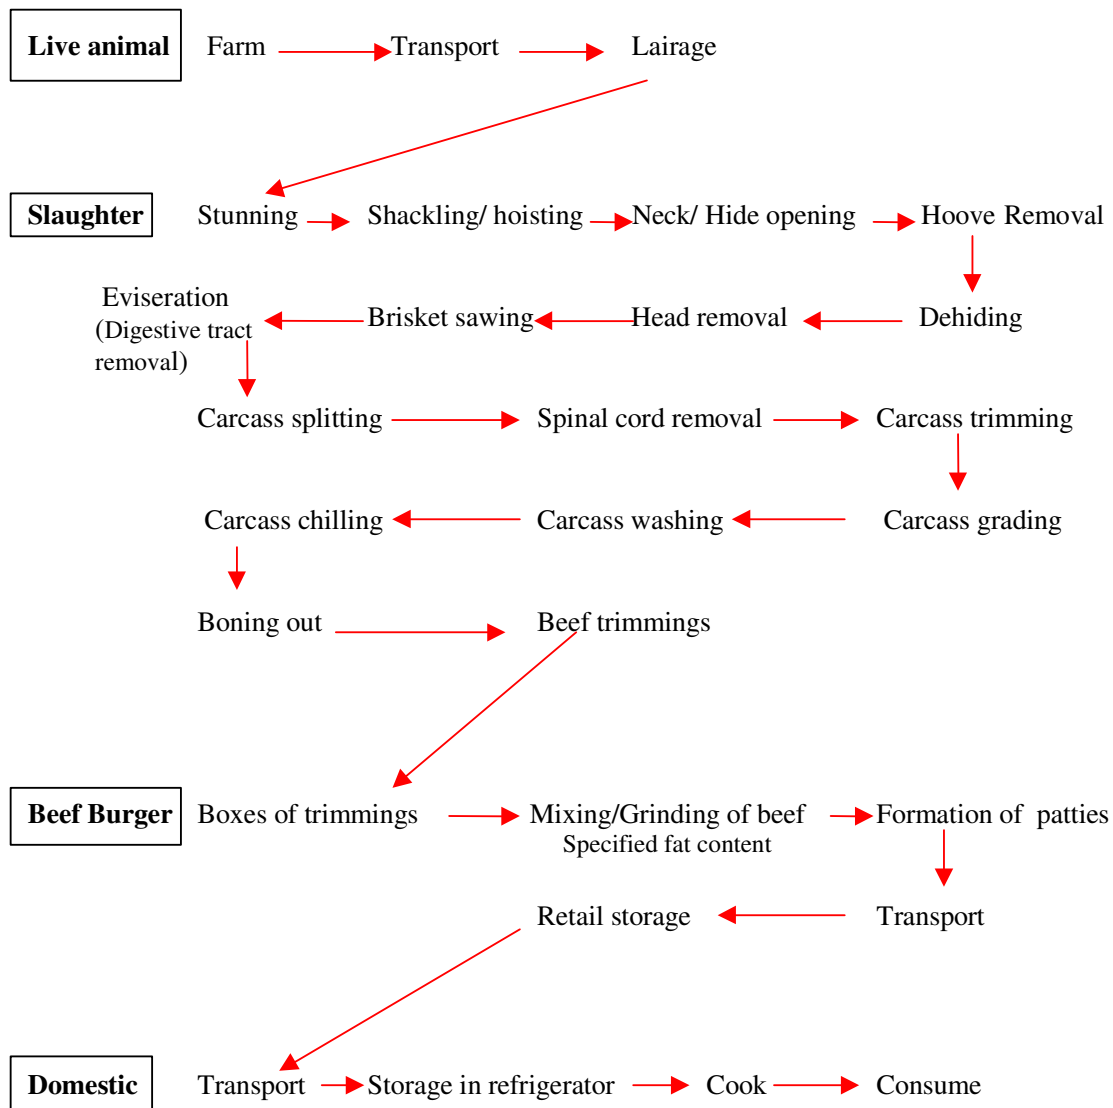 Live animal Farm Transport Lairage
Slaughter Stunning Shackling/ hoisting Neck/ Hide opening Hoove Removal
Eviseration
(Digestive tract
removal)
Brisket sawing Head removal Dehiding
Carcass splitting Spinal cord removal Carcass trimming
Carcass chilling Carcass washing Carcass grading
Boning out Beef trimmings
Beef Burger Boxes of trimmings Mixing/Grinding of beef Formation of patties
Specified fat content
Retail storage Transport
Domestic Transport Storage in refrigerator Cook Consume